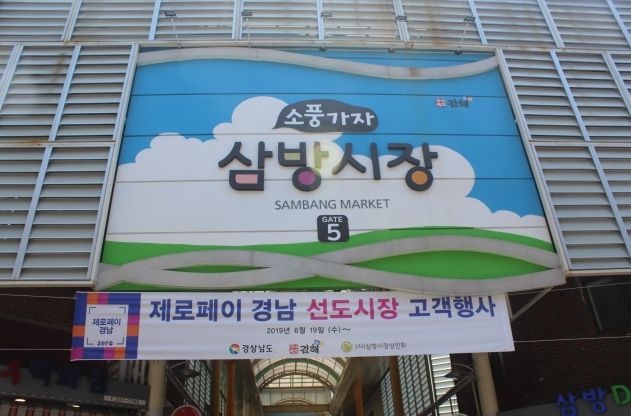 소풍가자
김해
삼방시장
SAMBANG MARKET
GATE
5
제로페이 경남 선도시장 고객행사
제로페이
경남
zero
2019년 6월 19일 (수)~
경상남도 김해 (사)삼방시장상인회
삼방